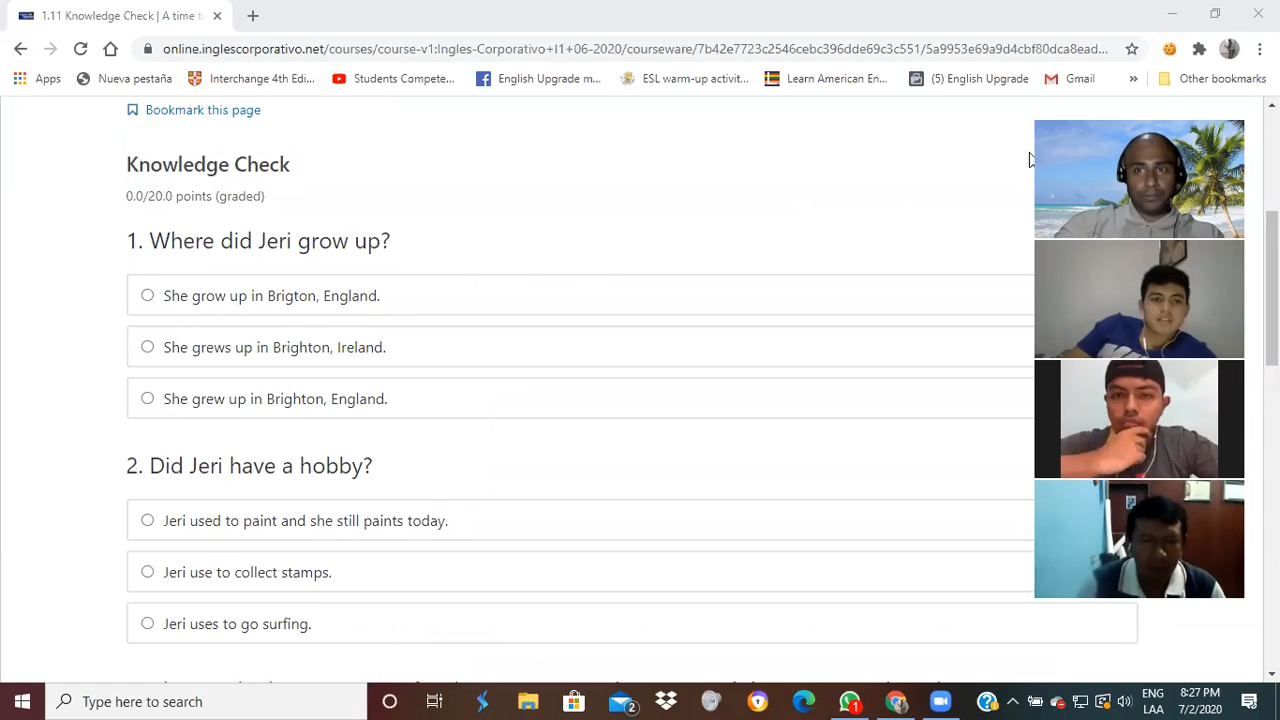 1.11 Knowledge Check | A time t
online.inglescorporativo.net/courses/course-v1:Ingles-Corporativo+I1+06-2020/courseware/7b42e7723c2546cebc396dde69c3c551/5a9953e69a9d4cbf80dca8ead...
Apps Nueva pestaña Interchange 4th Edi... Students Compete... English Upgrade m... ESL warm-up activit... Learn American En... (5) English Upgrade Gmail » Other bookmarks
Bookmark this page
Knowledge Check
0.0/20.0 points (graded)
1. Where did Jeri grow up?
She grow up in Brigton, England.
She grews up in Brighton, Ireland.
She grew up in Brighton, England.
2. Did Jeri have a hobby?
Jeri used to paint and she still paints today.
Jeri use to collect stamps.
Jeri uses to go surfing.
Type here to search
2
1
ENG
LAA
8:27 PM
7/2/2020